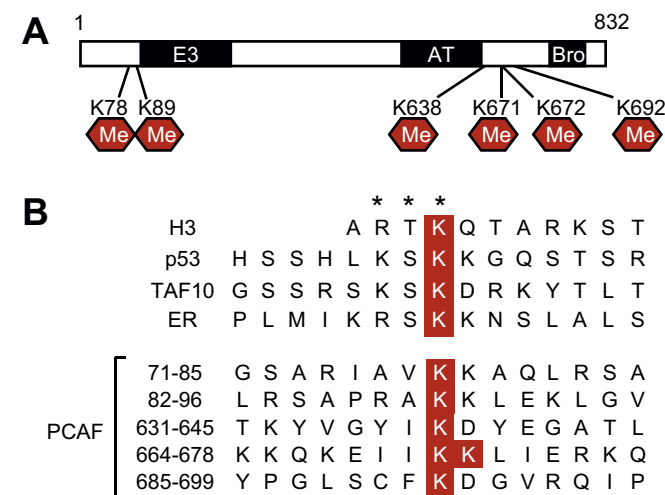 A
1 832
E3 AT Bro
K78 K89 K638 K671 K672 K692
Me Me Me Me Me Me
B
* * *
H3 A R T K Q T A R K S T
p53 H S S H L K S K K G Q S T S R
TAF10 G S S R S K S K D R K Y T L T
ER P L M I K R S K K N S L A L S
71-85 G S A R I A V K K A Q L R S A
82-96 L R S A P R A K K L E K L G V
PCAF 631-645 T K Y V G Y I K D Y E G A T L
664-678 K K Q K E I I K K L I E R K Q
685-699 Y P G L S C F K D G V R Q I P